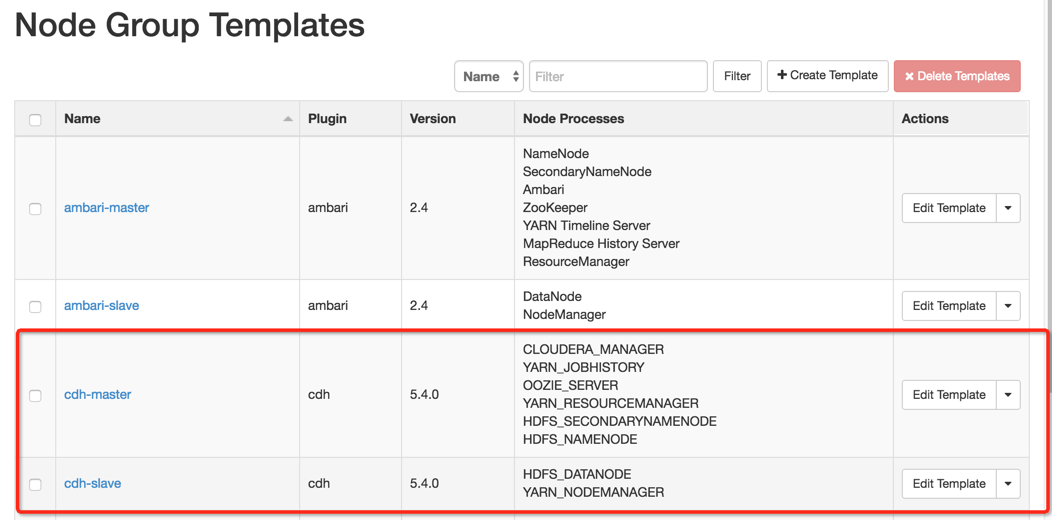 Node Group Templates
Name Filter Filter + Create Template × Delete Templates
Name Plugin Version Node Processes Actions
NameNode
SecondaryNameNode
Ambari
ambari-master ambari 2.4 ZooKeeper Edit Template
YARN Timeline Server
MapReduce History Server
ResourceManager
DataNode
ambari-slave ambari 2.4 Edit Template
NodeManager
CLOUDERA_MANAGER
YARN_JOBHISTORY
OOZIE_SERVER
cdh-master cdh 5.4.0 Edit Template
YARN_RESOURCEMANAGER
HDFS_SECONDARYNAMENODE
HDFS_NAMENODE
HDFS_DATANODE
cdh-slave cdh 5.4.0 Edit Template
YARN_NODEMANAGER